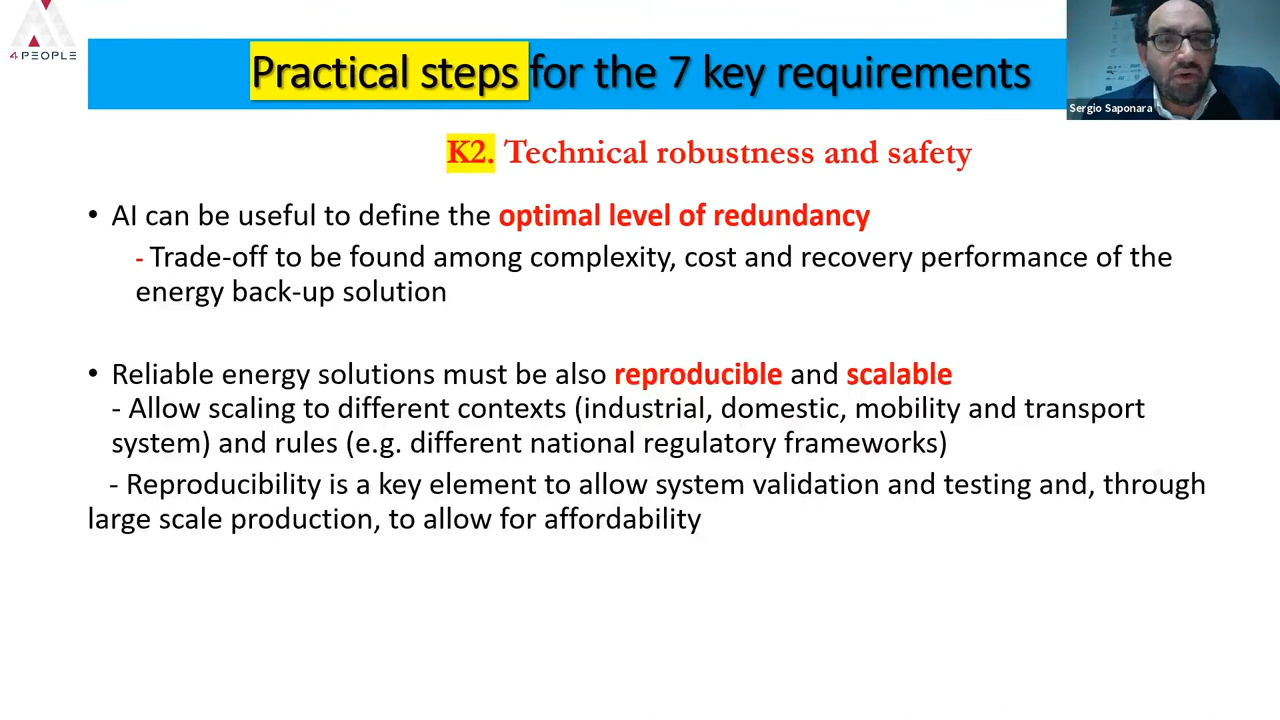 4PEOPLE
Practical steps for the 7 key requirements
Sergio Saponara
K2. Technical robustness and safety
• AI can be useful to define the optimal level of redundancy
- Trade-off to be found among complexity, cost and recovery performance of the
energy back-up solution
• Reliable energy solutions must be also reproducible and scalable
- Allow scaling to different contexts (industrial, domestic, mobility and transport
system) and rules (e.g. different national regulatory frameworks)
- Reproducibility is a key element to allow system validation and testing and, through
large scale production, to allow for affordability